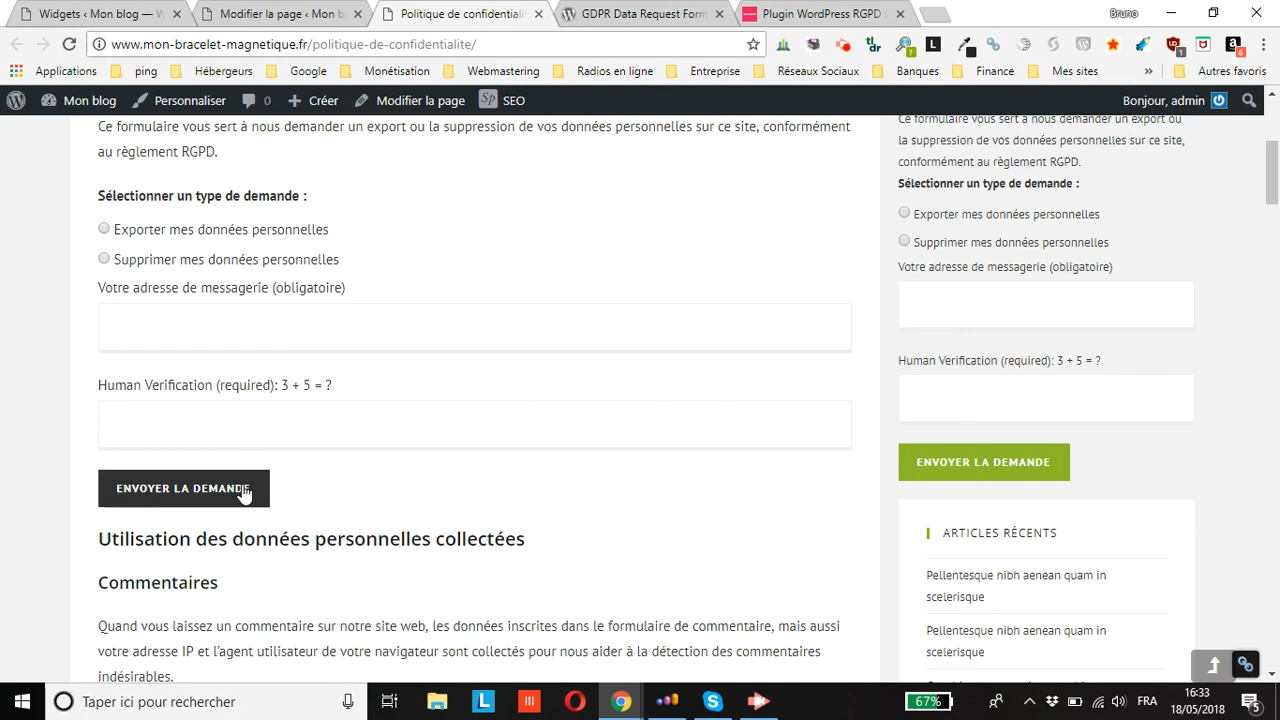 Widgets ‹ Mon blog — W
Modifier la page ‹ Mon b
Politique de confidentialit
GDPR Data Request Form
Plugin WordPress RGPD :
Bruno
www.mon-bracelet-magnetique.fr/politique-de-confidentialite/
Applications ping Hébergeurs Google Monétisation Webmastering Radios en ligne Entreprise Réseaux Sociaux Banques Finance Mes sites » Autres favoris
Mon blog Personnaliser 0 Créer Modifier la page SEO Bonjour, admin
Ce formulaire vous sert à nous demander un export ou la suppression de vos données personnelles sur ce site, conformément
au règlement RGPD.
Sélectionner un type de demande :
Exporter mes données personnelles
Supprimer mes données personnelles
Votre adresse de messagerie (obligatoire)
Human Verification (required): 3 + 5 = ?
ENVOYER LA DEMANDE
Utilisation des données personnelles collectées
Commentaires
Quand vous laissez un commentaire sur notre site web, les données inscrites dans le formulaire de commentaire, mais aussi
votre adresse IP et l'agent utilisateur de votre navigateur sont collectés pour nous aider à la détection des commentaires
indésirables.
Ce formulaire vous sert à nous demander un export ou
la suppression de vos données personnelles sur ce site,
conformément au règlement RGPD.
Sélectionner un type de demande :
Exporter mes données personnelles
Supprimer mes données personnelles
Votre adresse de messagerie (obligatoire)
Human Verification (required): 3 + 5 = ?
ENVOYER LA DEMANDE
ARTICLES RÉCENTS
Pellentesque nibh aenean quam in
scelerisque
Pellentesque nibh aenean quam in
scelerisque
Taper ici pour rechercher
67%
FRA
16:33
18/05/2018
5